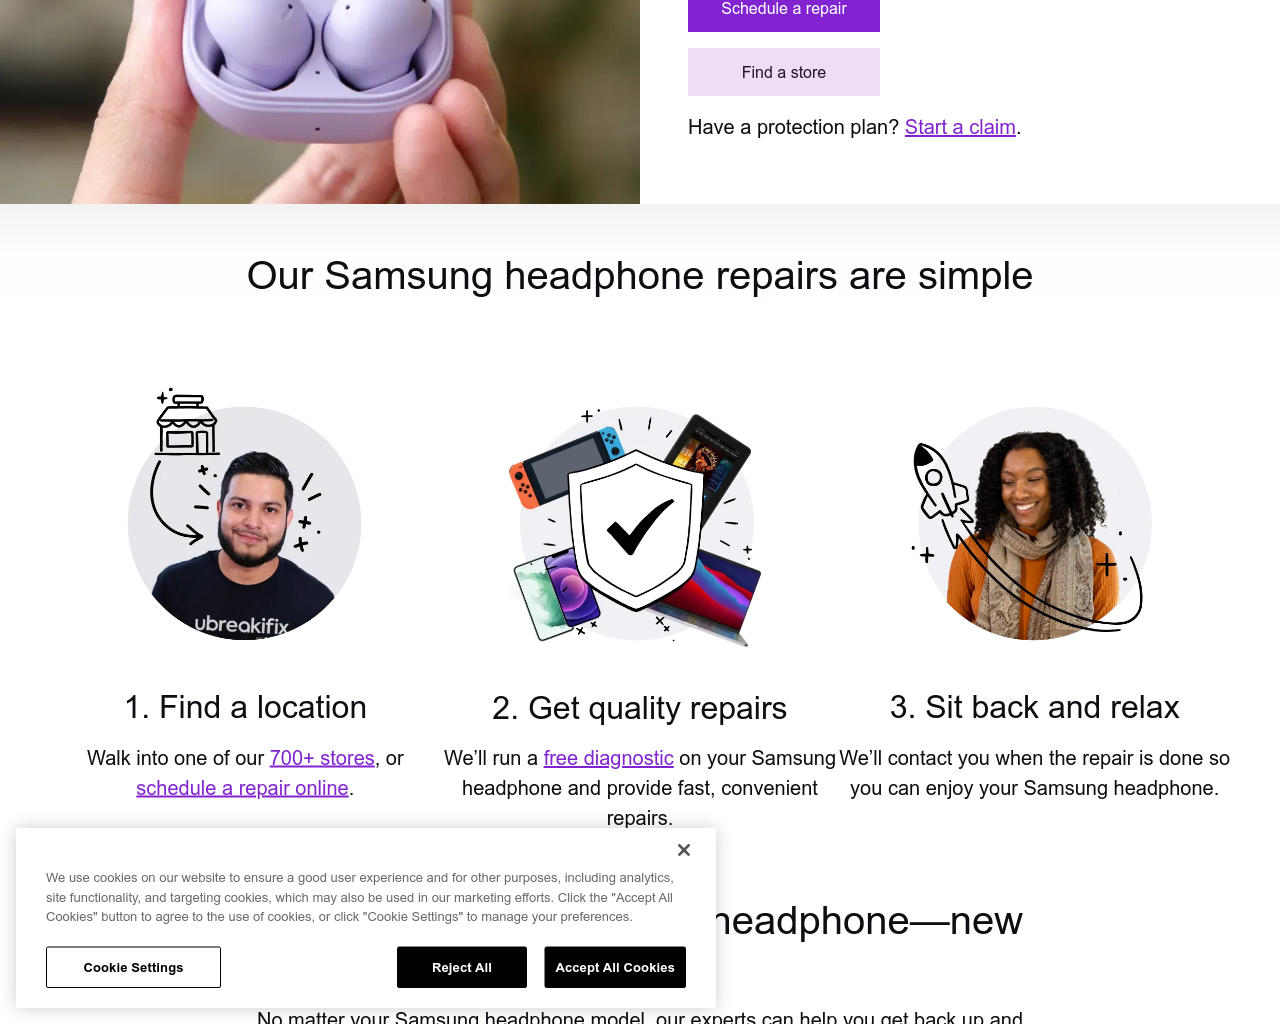 Schedule a repair
Find a store
Have a protection plan? Start a claim.
Our Samsung headphone repairs are simple
ubreakifix
1. Find a location
Walk into one of our 700+ stores, or
schedule a repair online.
2. Get quality repairs
We’ll run a free diagnostic on your Samsung
headphone and provide fast, convenient
repairs.
3. Sit back and relax
We’ll contact you when the repair is done so
you can enjoy your Samsung headphone.
We use cookies on our website to ensure a good user experience and for other purposes, including analytics,
site functionality, and targeting cookies, which may also be used in our marketing efforts. Click the "Accept All
Cookies" button to agree to the use of cookies, or click "Cookie Settings" to manage your preferences.
Cookie Settings
Reject All
Accept All Cookies
headphone—new
No matter your Samsung headphone model, our experts can help you get back up and